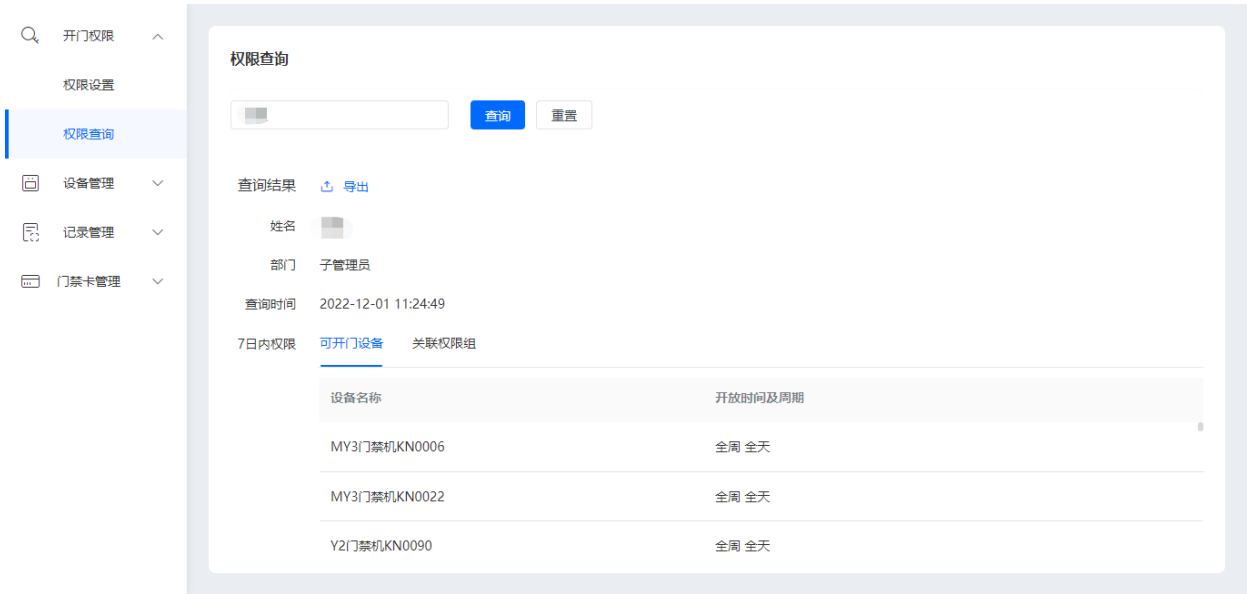 开门权限
权限设置
权限查询
设备管理
记录管理
门禁卡管理
权限查询
查询 重置
查询结果 导出
姓名
部门 子管理员
查询时间 2022-12-01 11:24:49
7日内权限 可开门设备 关联权限组
设备名称 开放时间及周期
MY3门禁机KN0006 全周 全天
MY3门禁机KN0022 全周 全天
Y2门禁机KN0090 全周 全天